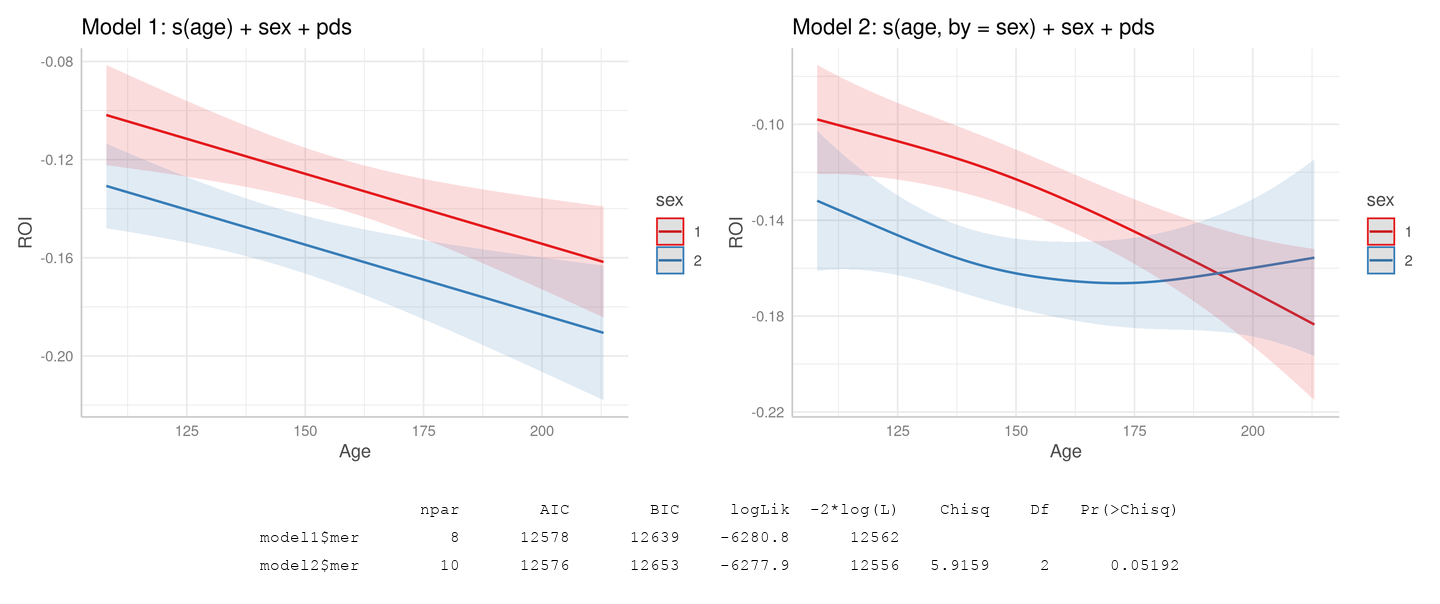 Model 1: s(age) + sex + pds
-0.08
-0.12
-0.16
-0.20
ROI
125 150 175 200
Age
sex
1
2
Model 2: s(age, by = sex) + sex + pds
-0.10
-0.14
-0.18
-0.22
ROI
125 150 175 200
Age
sex
1
2
npar AIC BIC logLik -2*log(L) Chisq Df Pr(>Chisq)
model1$mer 8 12578 12639 -6280.8 12562
model2$mer 10 12576 12653 -6277.9 12556 5.9159 2 0.05192